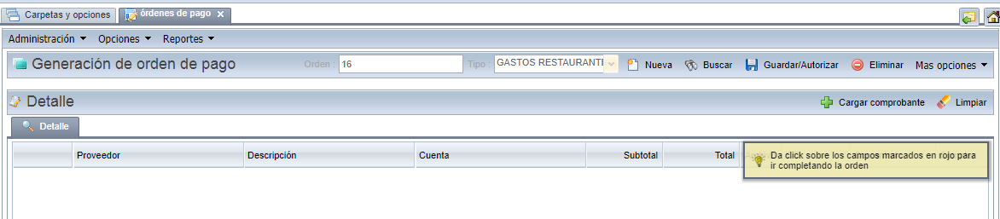 Carpetas y opciones
órdenes de pago x
Administración Opciones Reportes
Generación de orden de pago Orden : 16 Tipo : GASTOS RESTAURANTE Nueva Buscar Guardar/Autorizar Eliminar Mas opciones
Detalle Cargar comprobante Limpiar
Detalle
Proveedor Descripción Cuenta Subtotal Total
Da click sobre los campos marcados en rojo para
ir completando la orden